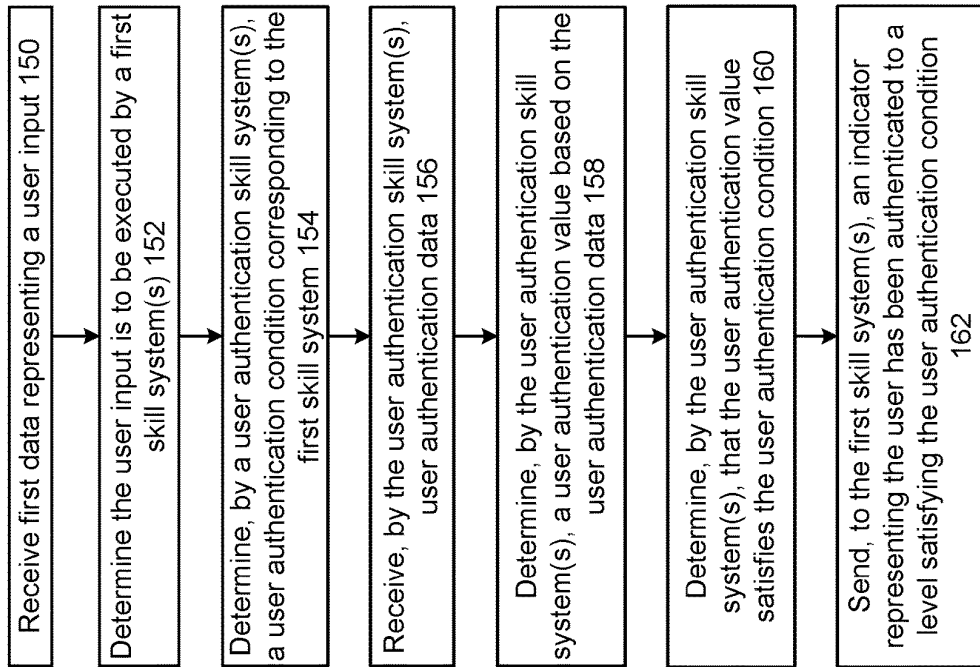 Receive first data representing a user input 150
Determine the user input is to be executed by a first
skill system(s) 152
Determine, by a user authentication skill system(s),
a user authentication condition corresponding to the
first skill system 154
Receive, by the user authentication skill system(s),
user authentication data 156
Determine, by the user authentication skill
system(s), a user authentication value based on the
user authentication data 158
Determine, by the user authentication skill
system(s), that the user authentication value
satisfies the user authentication condition 160
Send, to the first skill system(s), an indicator
representing the user has been authenticated to a
level satisfying the user authentication condition
162